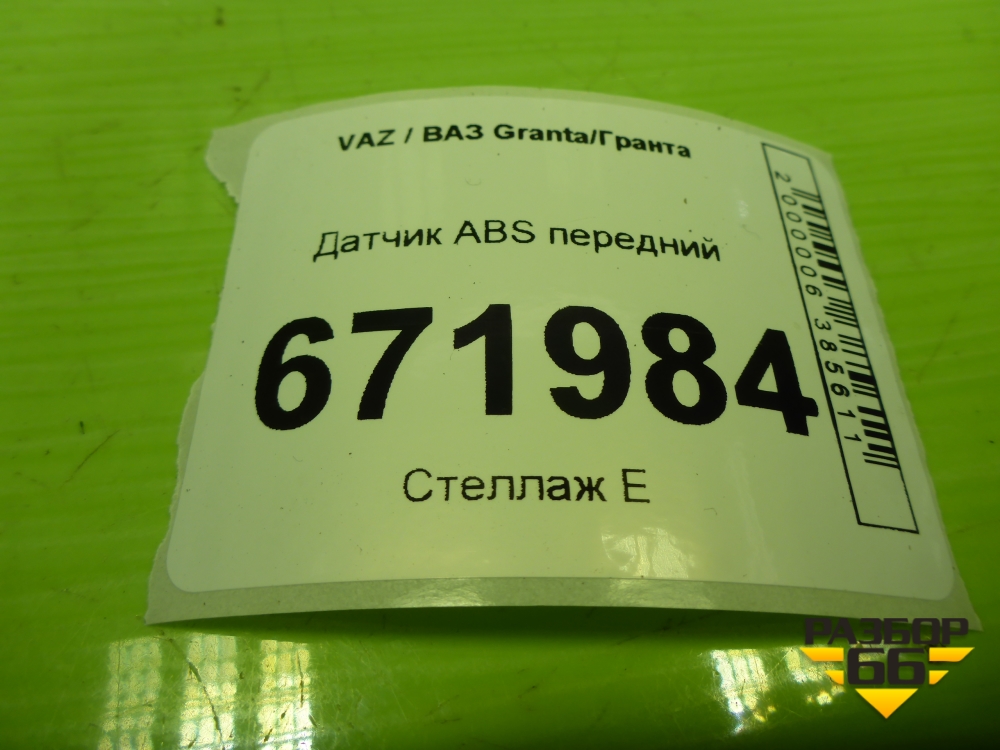 VAZ / ВАЗ Granta/Гранта
Датчик ABS передний
671984
Стеллаж Е
2000006385611
РАЗБОР
66